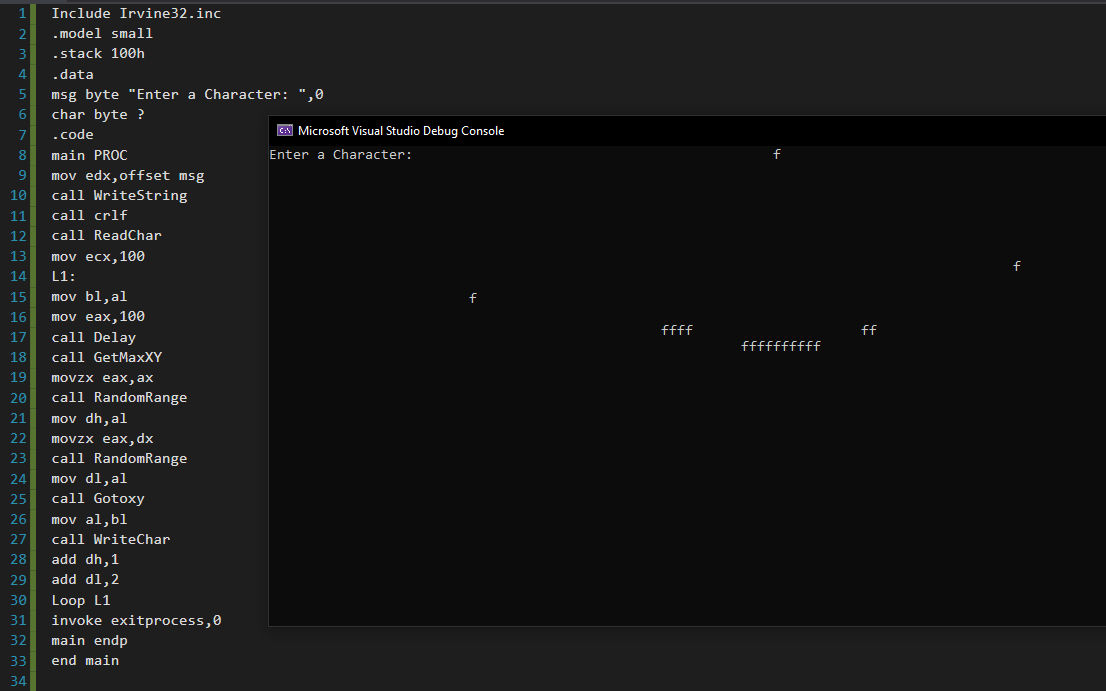 1 Include Irvine32.inc
2 .model small
3 .stack 100h
4 .data
5 msg byte "Enter a Character: ",0
6 char byte ?
7 .code
8 main PROC
9 mov edx,offset msg
10 call WriteString
11 call crlf
12 call ReadChar
13 mov ecx,100
14 L1:
15 mov bl,al
16 mov eax,100
17 call Delay
18 call GetMaxXY
19 movzx eax,ax
20 call RandomRange
21 mov dh,al
22 movzx eax,dx
23 call RandomRange
24 mov dl,al
25 call Gotoxy
26 mov al,bl
27 call WriteChar
28 add dh,1
29 add dl,2
30 Loop L1
31 invoke exitprocess,0
32 main endp
33 end main
34
C:\ Microsoft Visual Studio Debug Console
Enter a Character: f
f
f
ffff ff
ffffffffff